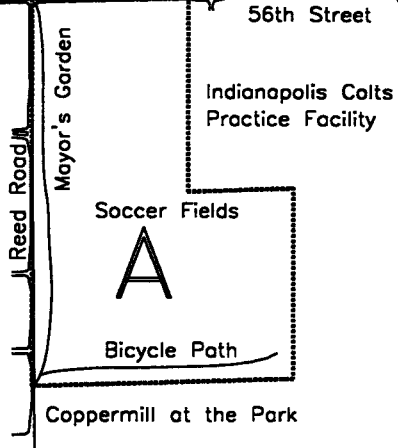 56th Street
Mayor's Garden
Indianapolis Colts
Practice Facility
Reed Road
Soccer Fields
A
Bicycle Path
Coppermill at the Park